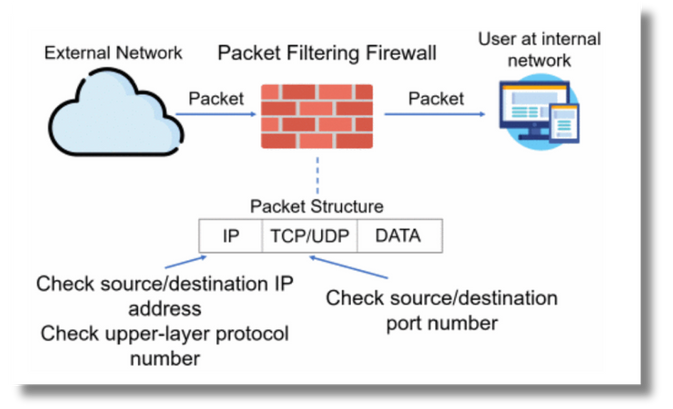 External Network
Packet Filtering Firewall
User at internal
network
Packet
Packet
Packet Structure
IP
TCP/UDP
DATA
Check source/destination IP
address
Check upper-layer protocol
number
Check source/destination
port number